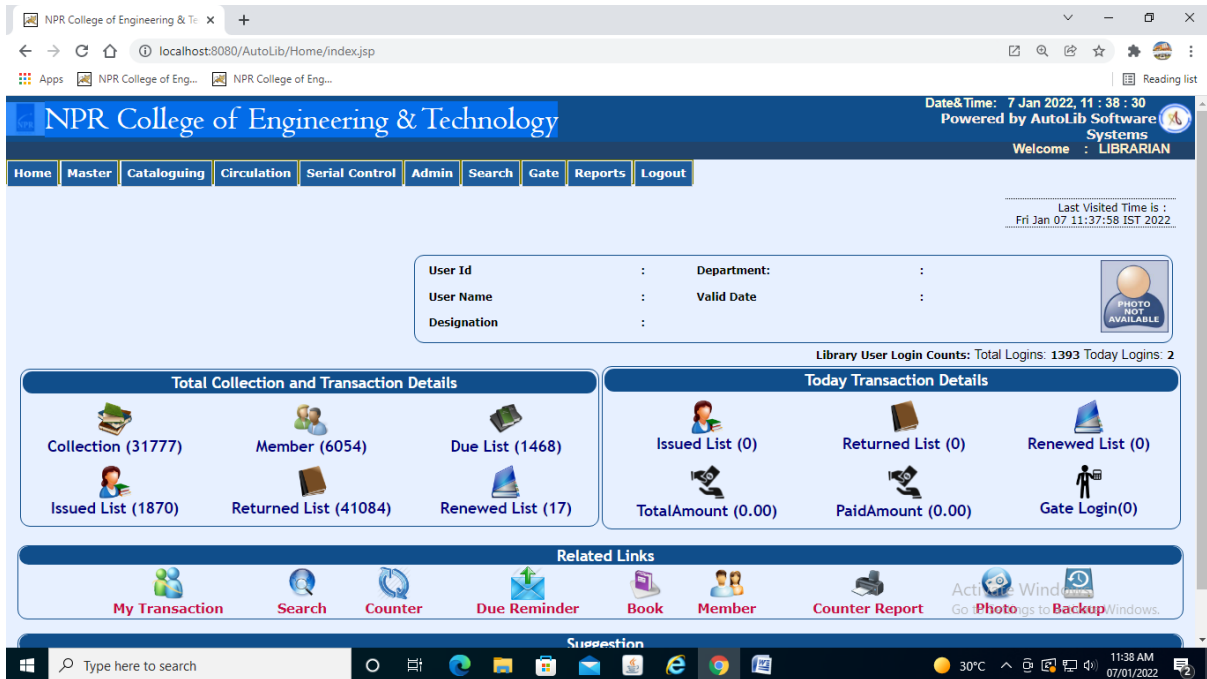 NPR College of Engineering & Te
localhost:8080/AutoLib/Home/index.jsp
Apps NPR College of Eng... NPR College of Eng... Reading list
NPR College of Engineering & Technology
Date&Time: 7 Jan 2022, 11 : 38 : 30
Powered by AutoLib Software
Systems
Welcome : LIBRARIAN
Home Master Cataloguing Circulation Serial Control Admin Search Gate Reports Logout
Last Visited Time is :
Fri Jan 07 11:37:58 IST 2022
User Id : Department: :
User Name : Valid Date :
Designation :
PHOTO
NOT
AVAILABLE
Library User Login Counts: Total Logins: 1393 Today Logins: 2
Total Collection and Transaction Details
Collection (31777) Member (6054) Due List (1468)
Issued List (1870) Returned List (41084) Renewed List (17)
Today Transaction Details
Issued List (0) Returned List (0) Renewed List (0)
TotalAmount (0.00) PaidAmount (0.00) Gate Login(0)
Related Links
My Transaction Search Counter Due Reminder Book Member Counter Report Photo Backup
Suggestion
Type here to search
30°C
11:38 AM
07/01/2022
2